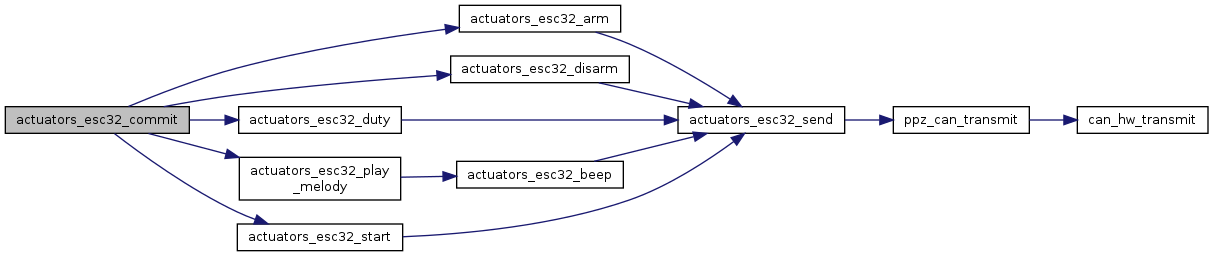 actuators_esc32_arm
actuators_esc32_disarm
actuators_esc32_commit
actuators_esc32_duty
actuators_esc32_send
ppz_can_transmit
can_hw_transmit
actuators_esc32_play
_melody
actuators_esc32_beep
actuators_esc32_start